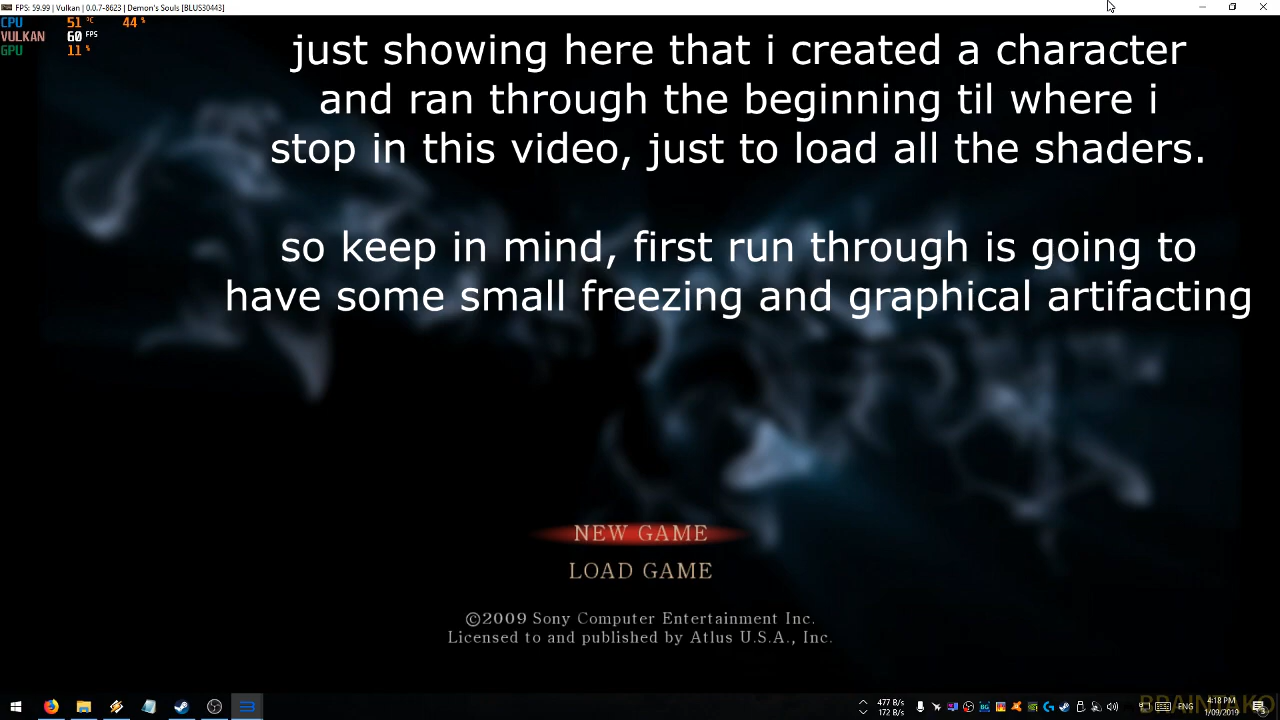 FPS: 59.99 | Vulkan | 0.0.7-8623 | Demon's Souls [BLUS30443]
CPU 51 °C 44 %
VULKAN 60 FPS
GPU 11 %
just showing here that i created a character
and ran through the beginning til where i
stop in this video, just to load all the shaders.
so keep in mind, first run through is going to
have some small freezing and graphical artifacting
NEW GAME
LOAD GAME
©2009 Sony Computer Entertainment Inc.
Licensed to and published by Atlus U.S.A., Inc.
477 B/s
172 B/s
ENG
4:18 PM
1/09/2019